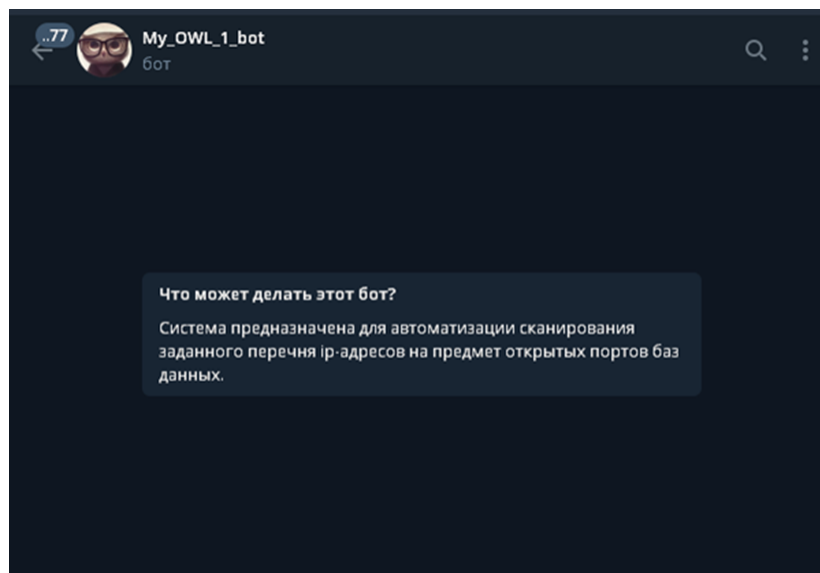 ..77
My_OWL_1_bot
бот
Что может делать этот бот?
Система предназначена для автоматизации сканирования
заданного перечня ip-адресов на предмет открытых портов баз
данных.